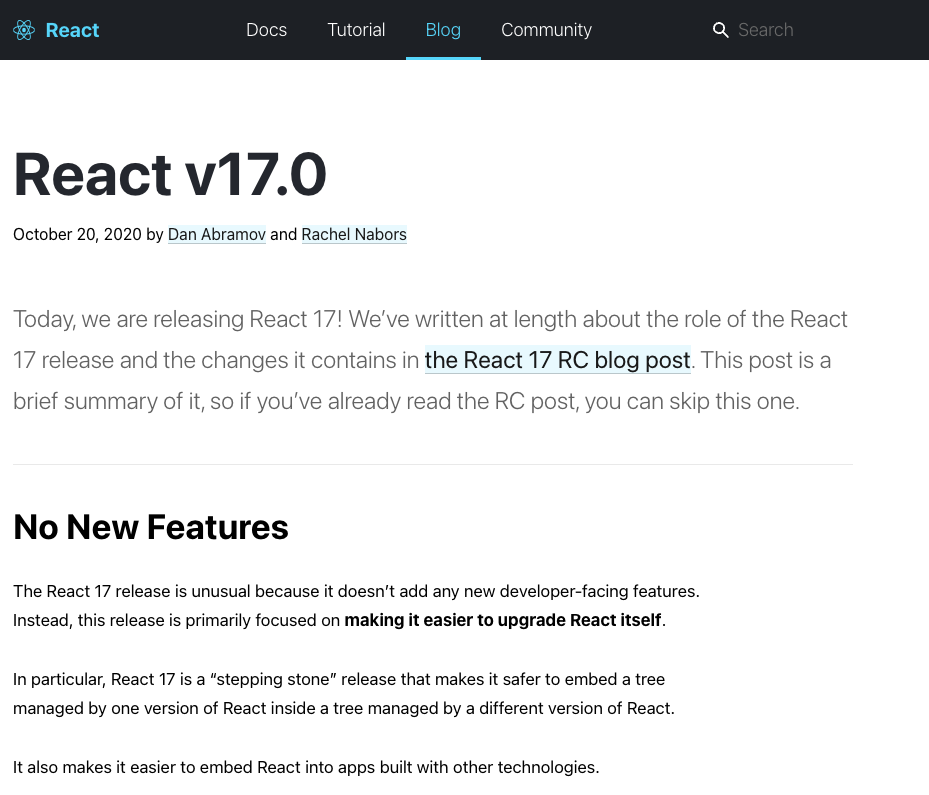 React Docs Tutorial Blog Community Search
React v17.0
October 20, 2020 by Dan Abramov and Rachel Nabors
Today, we are releasing React 17! We’ve written at length about the role of the React
17 release and the changes it contains in the React 17 RC blog post. This post is a
brief summary of it, so if you’ve already read the RC post, you can skip this one.
No New Features
The React 17 release is unusual because it doesn’t add any new developer-facing features.
Instead, this release is primarily focused on making it easier to upgrade React itself.
In particular, React 17 is a “stepping stone” release that makes it safer to embed a tree
managed by one version of React inside a tree managed by a different version of React.
It also makes it easier to embed React into apps built with other technologies.